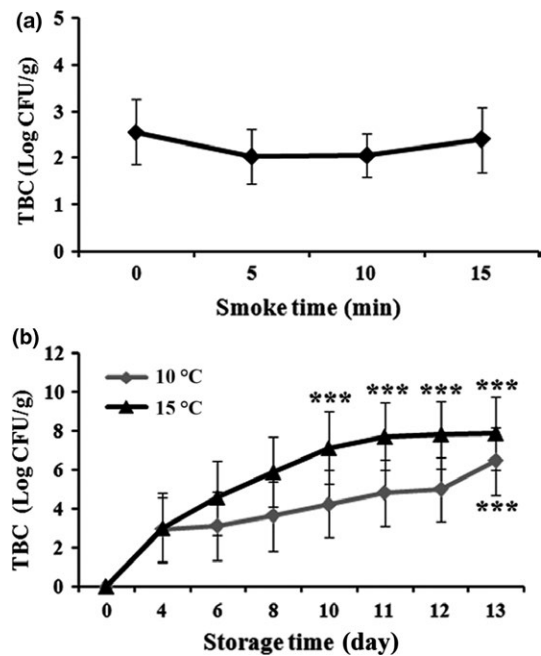 (a)
TBC (Log CFU/g)
5
4
3
2
1
0
0 5 10 15
Smoke time (min)
(b)
TBC (Log CFU/g)
12
10
8
6
4
2
0
10 °C
15 °C
*** *** *** ***
***
0 4 6 8 10 11 12 13
Storage time (day)